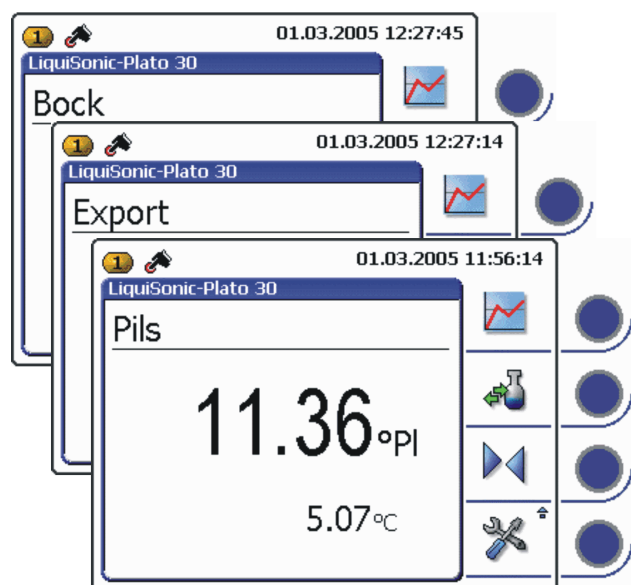 1 01.03.2005 12:27:45
LiquiSonic-Plato 30
Bock
1 01.03.2005 12:27:14
LiquiSonic-Plato 30
Export
1 01.03.2005 11:56:14
LiquiSonic-Plato 30
Pils
11.36 °Pl
5.07 °C